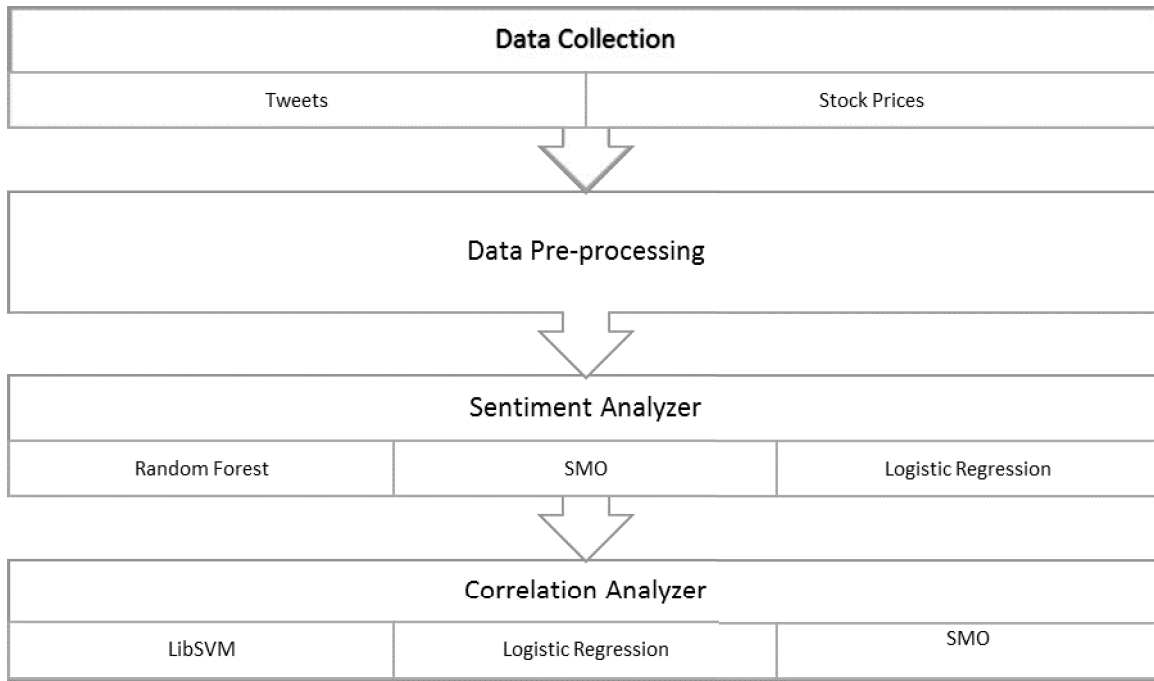 Data Collection
Tweets
Stock Prices
Data Pre-processing
Sentiment Analyzer
Random Forest
SMO
Logistic Regression
Correlation Analyzer
LibSVM
Logistic Regression
SMO